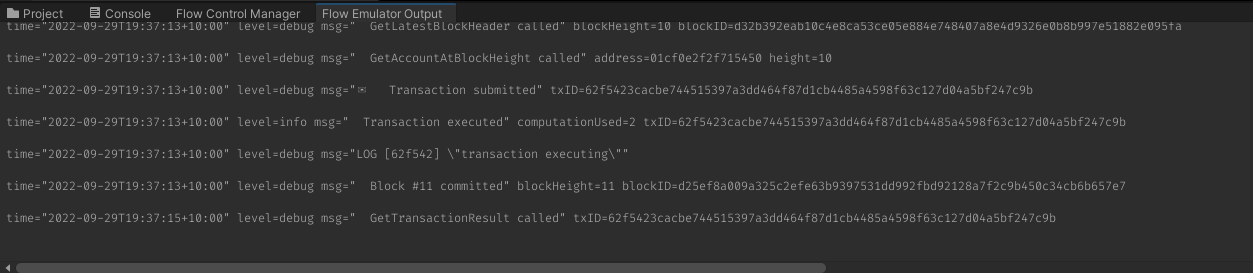 Project Console Flow Control Manager Flow Emulator Output
time="2022-09-29T19:37:13+10:00" level=debug msg="  GetLatestBlockHeader called" blockHeight=10 blockID=d32b392eab10c4e8ca53ce05e884e748407a8e4d9326e0b8b997e51882e095fa
time="2022-09-29T19:37:13+10:00" level=debug msg="  GetAccountAtBlockHeight called" address=01cf0e2f2f715450 height=10
time="2022-09-29T19:37:13+10:00" level=debug msg="✉   Transaction submitted" txID=62f5423cacbe744515397a3dd464f87d1cb4485a4598f63c127d04a5bf247c9b
time="2022-09-29T19:37:13+10:00" level=info msg="  Transaction executed" computationUsed=2 txID=62f5423cacbe744515397a3dd464f87d1cb4485a4598f63c127d04a5bf247c9b
time="2022-09-29T19:37:13+10:00" level=debug msg="LOG [62f542] \"transaction executing\""
time="2022-09-29T19:37:13+10:00" level=debug msg="  Block #11 committed" blockHeight=11 blockID=d25ef8a009a325c2efe63b9397531dd992fbd92128a7f2c9b450c34cb6b657e7
time="2022-09-29T19:37:15+10:00" level=debug msg="  GetTransactionResult called" txID=62f5423cacbe744515397a3dd464f87d1cb4485a4598f63c127d04a5bf247c9b